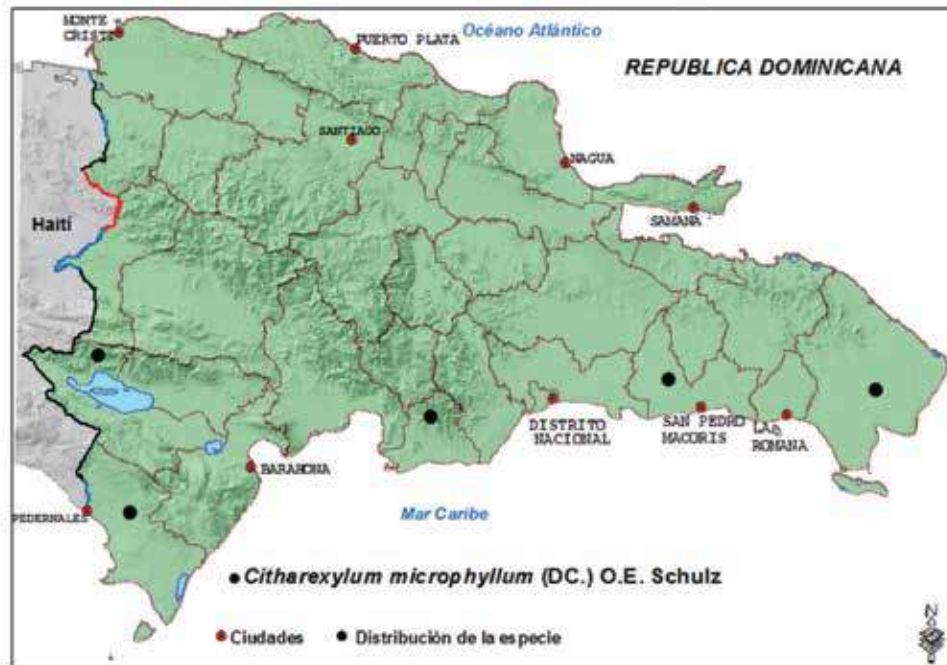 MONTE
CRISTI
PUERTO PLATA
Océano Atlántico
REPUBLICA DOMINICANA
SANTIAGO
NAGUA
Haití
SAMANA
DISTRITO
NACIONAL
SAN PEDRO
MACORIS
LA
ROMANA
BARAHONA
PEDERNALES
Mar Caribe
Citharexylum microphyllum (DC.) O.E. Schulz
Ciudades
Distribución de la especie
N